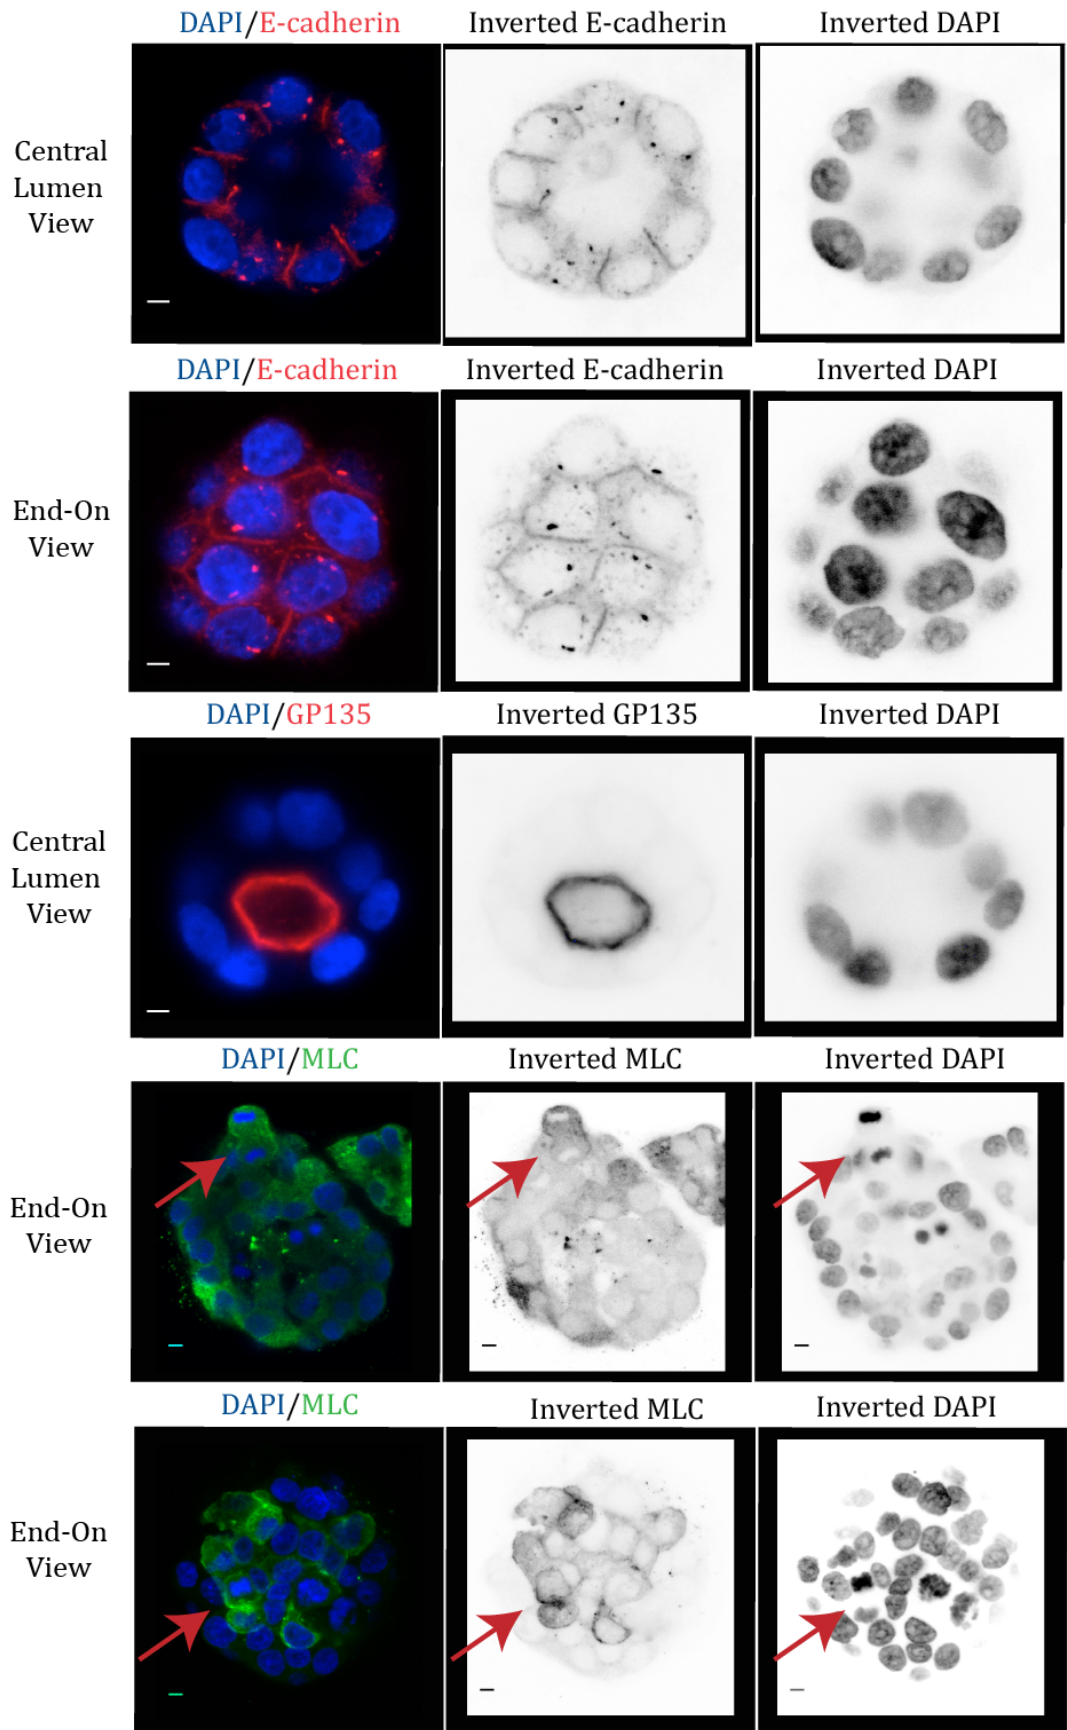 DAPI/E-cadherin Inverted E-cadherin Inverted DAPI
Central
Lumen
View
DAPI/E-cadherin Inverted E-cadherin Inverted DAPI
End-On
View
DAPI/GP135 Inverted GP135 Inverted DAPI
Central
Lumen
View
DAPI/MLC Inverted MLC Inverted DAPI
End-On
View
DAPI/MLC Inverted MLC Inverted DAPI
End-On
View